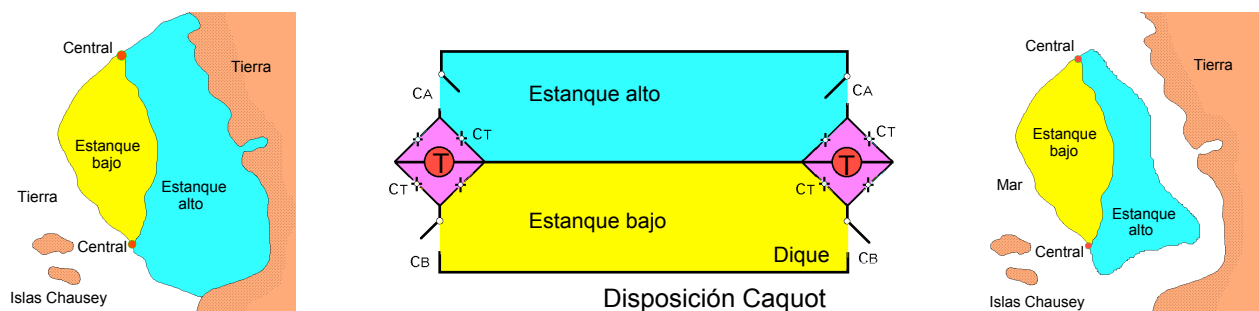 Central
Tierra
Estanque
bajo
Estanque
alto
Tierra
Central
Islas Chausey
CA
Estanque alto
CA
CT
CT
T
T
CT
CT
Estanque bajo
CB
Dique
CB
Disposición Caquot
Central
Tierra
Estanque
bajo
Mar
Estanque
alto
Central
Islas Chausey